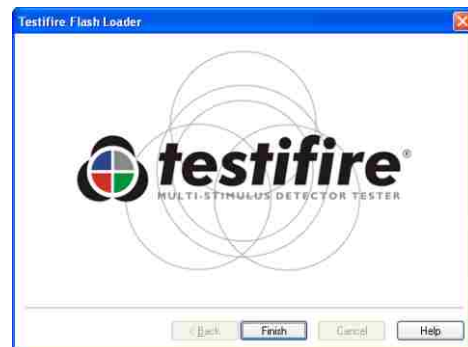 Testifire Flash Loader
testifire®
MULTI-STIMULUS DETECTOR TESTER
< Back Finish Cancel Help